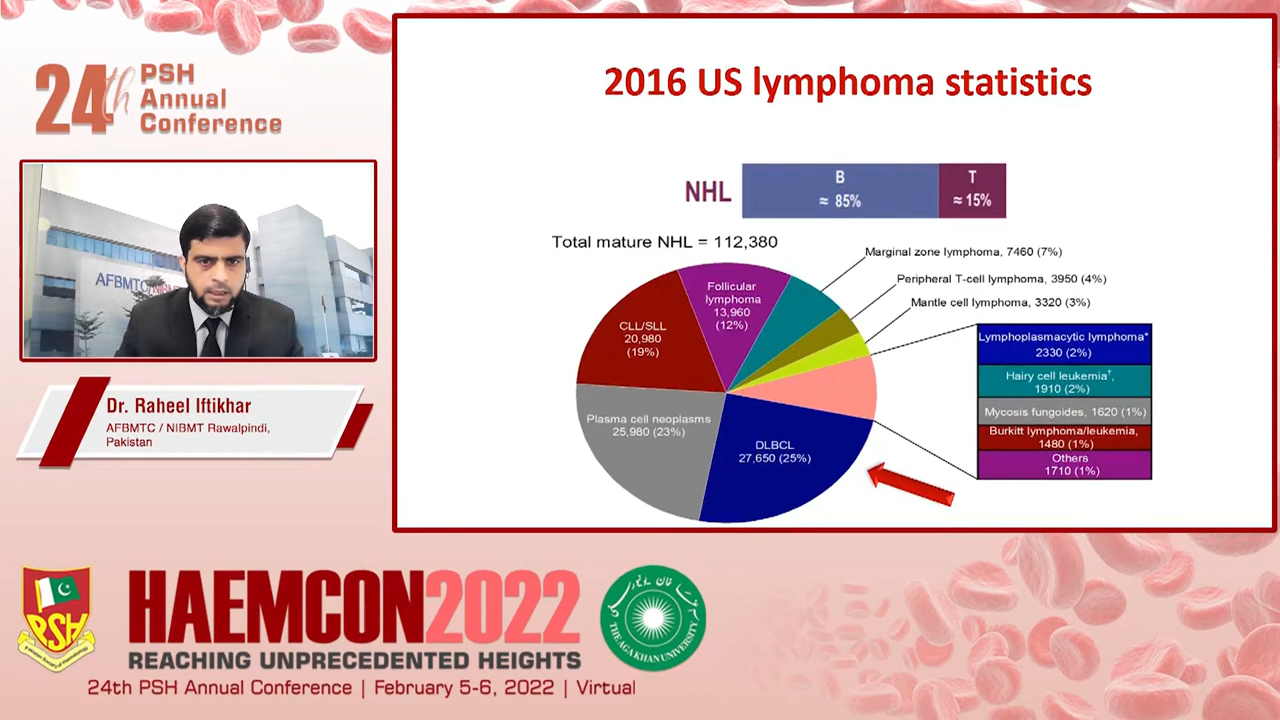 24th PSH
Annual
Conference
2016 US lymphoma statistics
NHL
B
≈ 85%
T
≈ 15%
Total mature NHL = 112,380
Marginal zone lymphoma, 7460 (7%)
Peripheral T-cell lymphoma, 3950 (4%)
Mantle cell lymphoma, 3320 (3%)
Follicular
lymphoma
13,960
(12%)
CLL/SLL
20,980
(19%)
Plasma cell neoplasms
25,980 (23%)
DLBCL
27,650 (25%)
Lymphoplasmacytic lymphoma*
2330 (2%)
Hairy cell leukemia†,
1910 (2%)
Mycosis fungoides, 1620 (1%)
Burkitt lymphoma/leukemia,
1480 (1%)
Others
1710 (1%)
AFBMTC/NIBM
Dr. Raheel Iftikhar
AFBMTC / NIBMT Rawalpindi,
Pakistan
PSH
HAEMCON2022
REACHING UNPRECEDENTED HEIGHTS
24th PSH Annual Conference | February 5-6, 2022 | Virtual
THE AGA KHAN UNIVERSITY